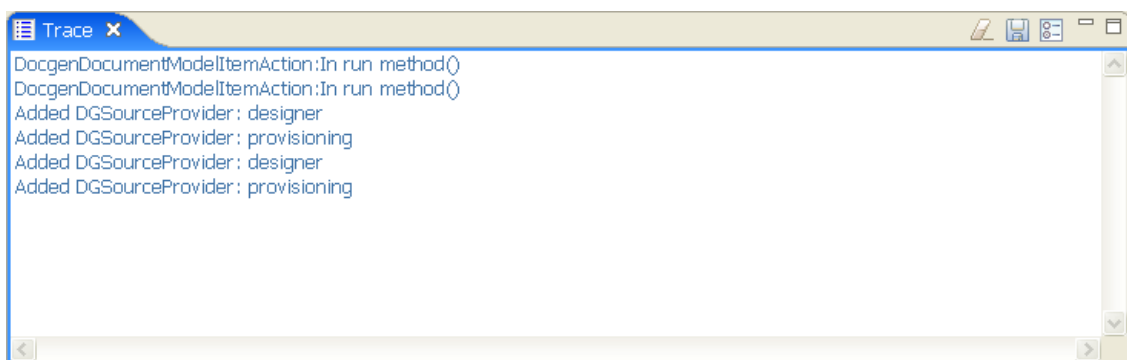 Trace
DocgenDocumentModelItemAction:In run method()
DocgenDocumentModelItemAction:In run method()
Added DGSourceProvider: designer
Added DGSourceProvider: provisioning
Added DGSourceProvider: designer
Added DGSourceProvider: provisioning